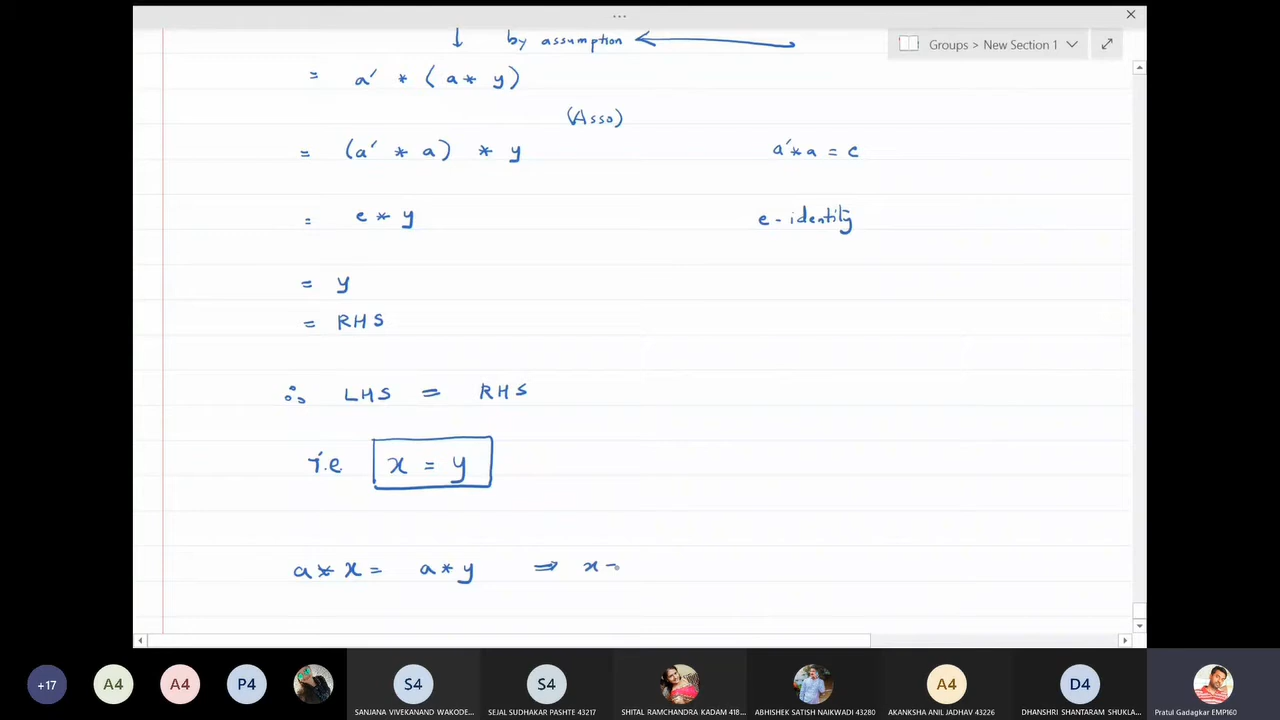 ...
Groups > New Section 1
by assumption
= a′ * (a * y)
(Asso)
= (a′ * a) * y a′ * a = e
= e * y e - identity
= y
= RHS
∴ LHS = RHS
i.e x = y
a * x = a * y ⇒ x =
+17
A4
A4
P4
S4
S4
A4
D4
SANJANA VIVEKANAND WAKODE...
SEJAL SUDHAKAR PASHTE 43217
SHITAL RAMCHANDRA KADAM 418...
ABHISHEK SATISH NAIKWADI 43280
AKANKSHA ANIL JADHAV 43226
DHANSHRI SHANTARAM SHUKLA...
Pratul Gadagkar EMP160